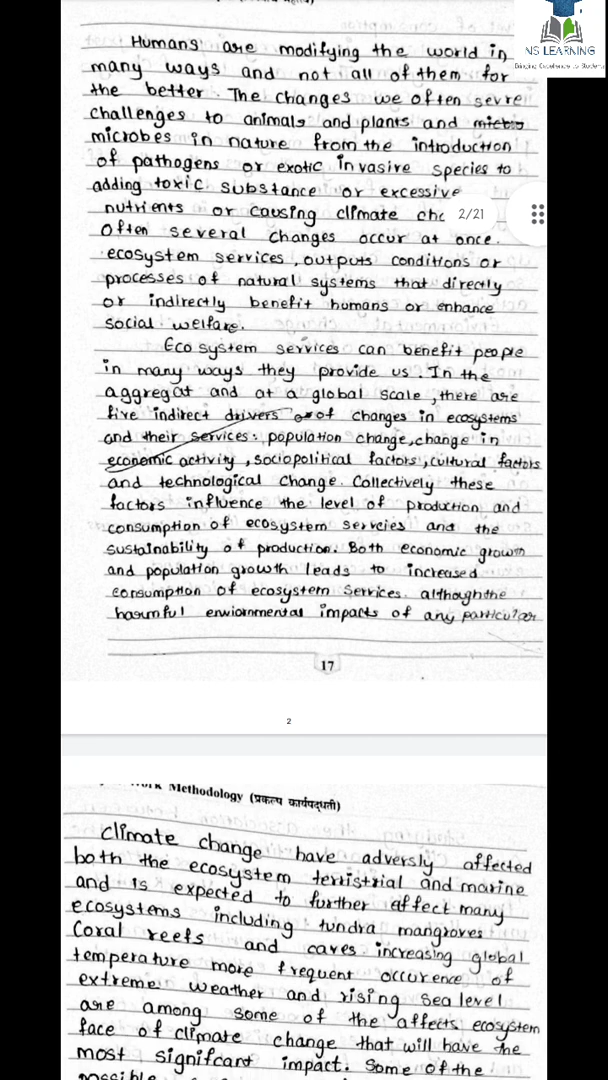 NS LEARNING
Bringing Excellence to Students
Humans are modifying the world in
many ways and not all of them for
the better. The changes we often sevre
challenges to animals and plants and
microbes in nature from the introduction
of pathogens or exotic invasive species to
adding toxic substance or excessive
nutrients or causing climate
2/21
Often several changes occur at once.
ecosystem services, outputs conditions or
processes of natural systems that directly
or indirectly benefit humans or enhance
social welfare.
Eco system services can benefit people
in many ways they provide us. In the
aggregat and at a global scale, there are
five indirect drivers of changes in ecosystems
and their services: population change, change in
economic activity, sociopolitical factors, cultural factors
and technological change. Collectively these
factors influence the level of production and
consumption of ecosystem servcies and the
sustainability of production. Both economic growth
and population growth leads to increased
consumption of ecosystem services. although the
harmful enviornmental impacts of any particular
17
2
Methodology (प्रकल्प कार्यपद्धती)
Climate change have adversly affected
both the ecosystem terristrial and marine
and is expected to further affect many
ecosystems including tundra mangroves
Coral reefs and caves increasing global
temperature more frequent occurence of
extreme weather and rising sea level
are among some of the affects ecosystem
face of climate change that will have the
most signifcant impact. Some of the